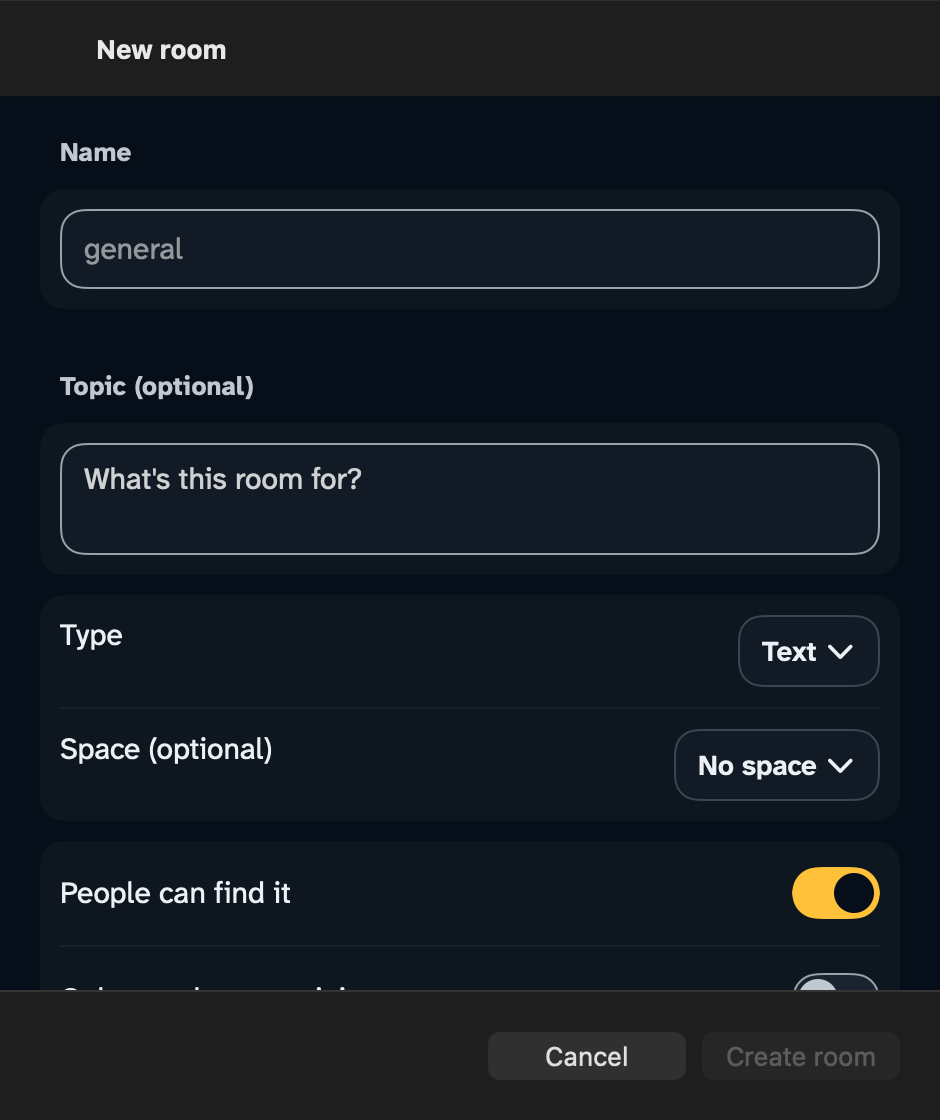 New room
Name
general
Topic (optional)
What's this room for?
Type
Text
Space (optional)
No space
People can find it
Cancel
Create room